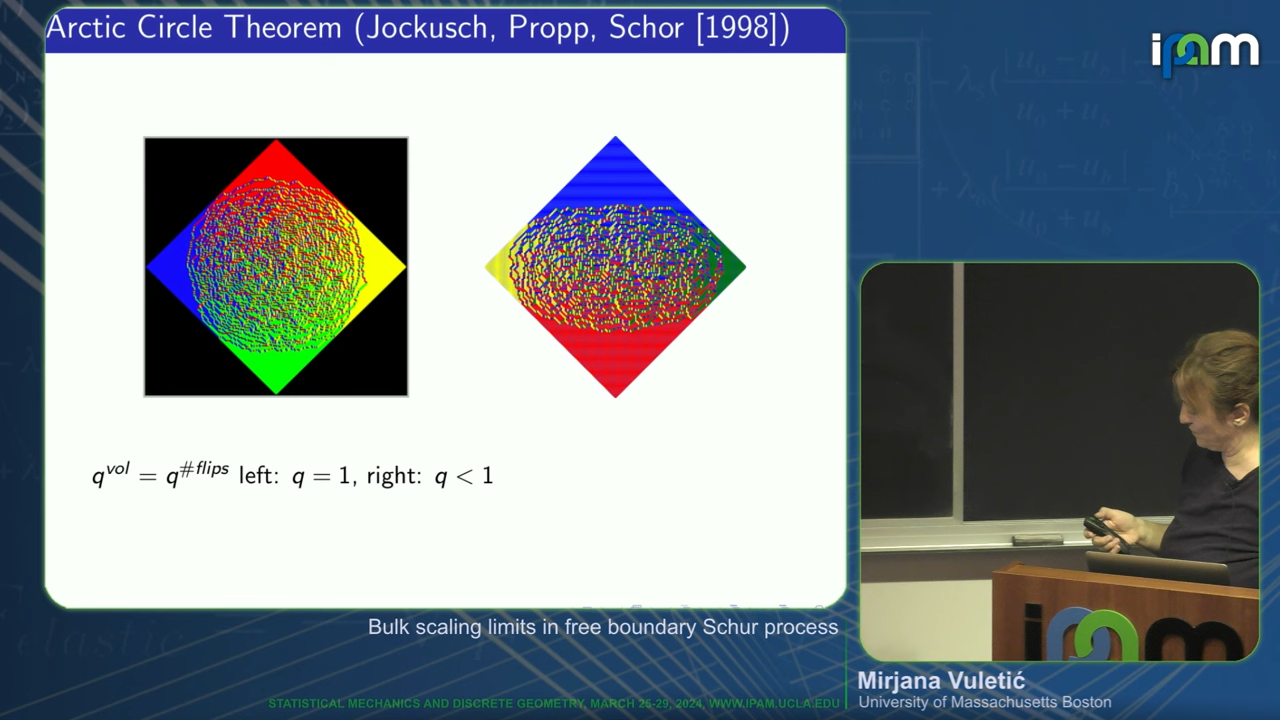 Arctic Circle Theorem (Jockusch, Propp, Schor [1998])
ipam
q^vol = q^#flips left: q = 1, right: q < 1
Bulk scaling limits in free boundary Schur process
ipam
Mirjana Vuletić
University of Massachusetts Boston
STATISTICAL MECHANICS AND DISCRETE GEOMETRY, MARCH 25-29, 2024, WWW.IPAM.UCLA.EDU